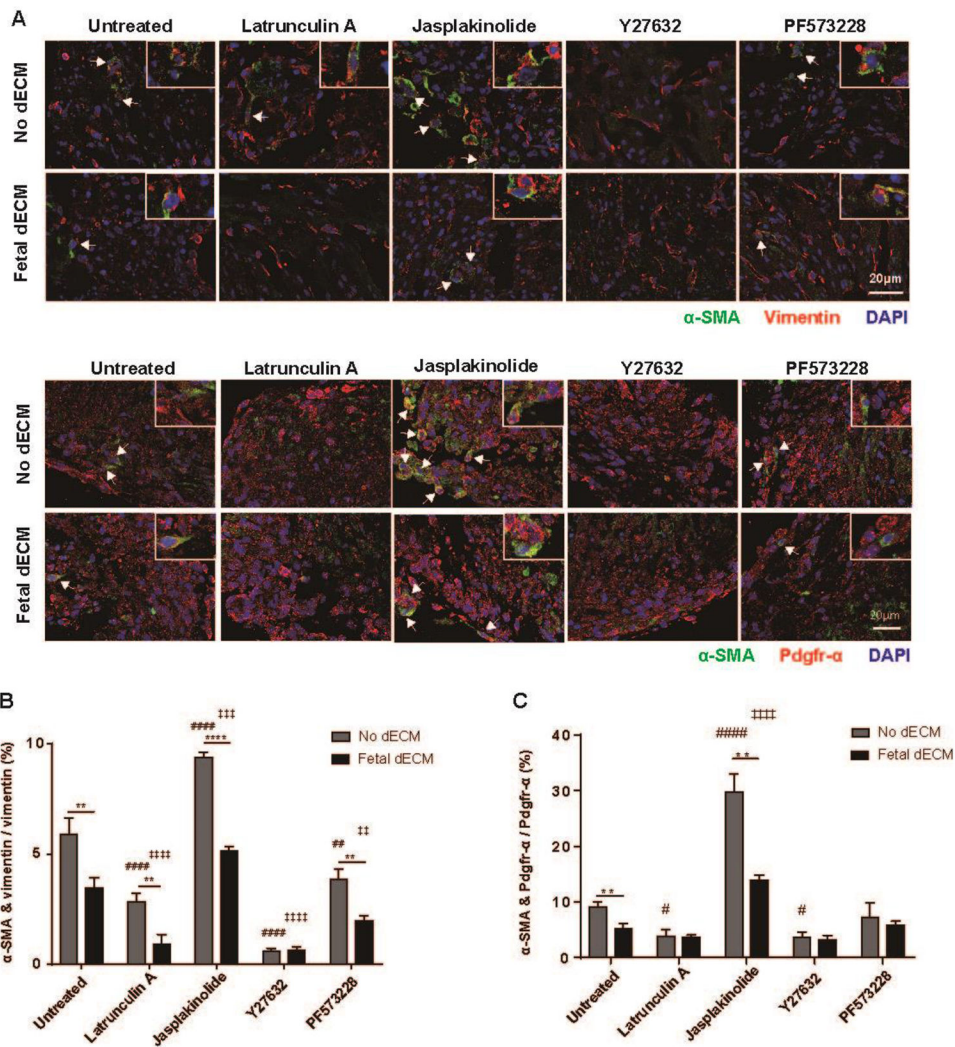 A
Untreated Latrunculin A Jasplakinolide Y27632 PF573228
No dECM
Fetal dECM
20µm
α-SMA Vimentin DAPI
Untreated Latrunculin A Jasplakinolide Y27632 PF573228
No dECM
Fetal dECM
20µm
α-SMA Pdgfr-α DAPI
B
α-SMA & vimentin / vimentin (%)
10
5
0
No dECM
Fetal dECM
**
#### ‡‡‡‡
**
#### ‡‡‡
****
#### ‡‡‡‡
## ‡‡
**
Untreated Latrunculin A Jasplakinolide Y27632 PF573228
C
α-SMA & Pdgfr-α / Pdgfr-α (%)
40
30
20
10
0
No dECM
Fetal dECM
**
#
#### ‡‡‡‡
**
#
Untreated Latrunculin A Jasplakinolide Y27632 PF573228